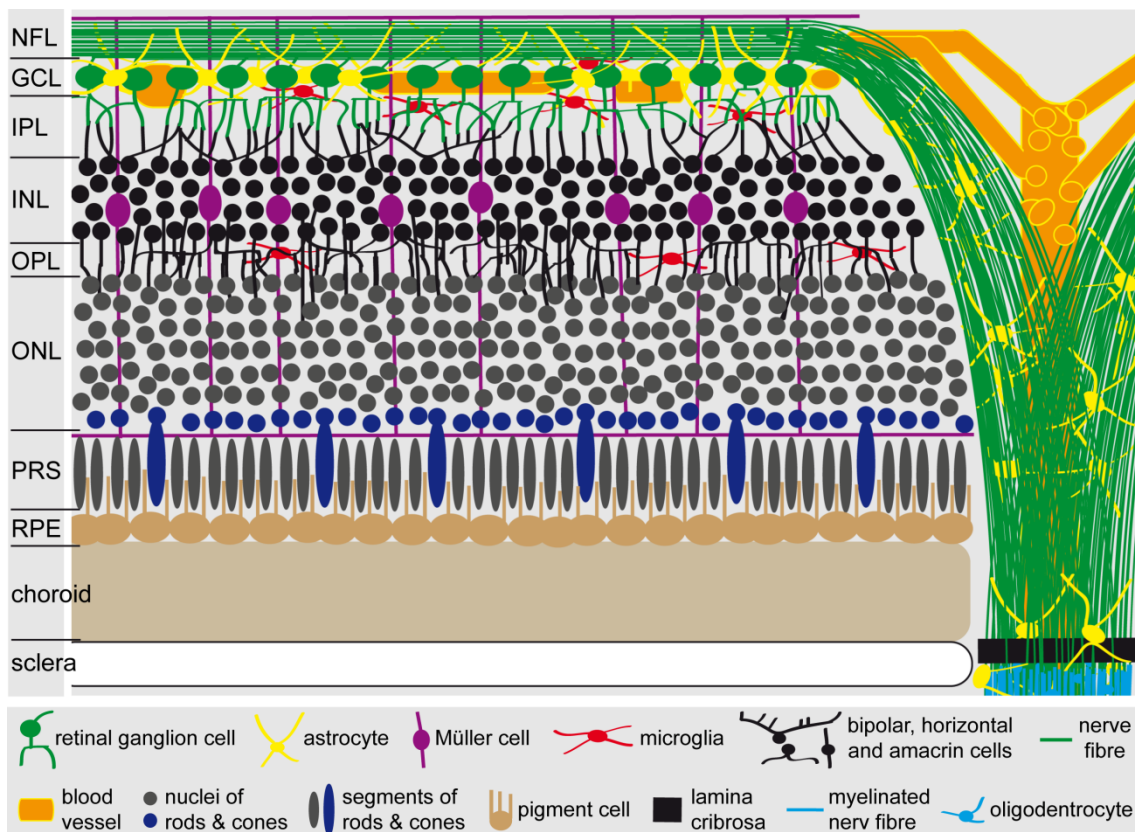 NFL
GCL
IPL
INL
OPL
ONL
PRS
RPE
choroid
sclera
retinal ganglion cell
astrocyte
Müller cell
microglia
bipolar, horizontal
and amacrin cells
nerve
fibre
blood
vessel
nuclei of
rods & cones
segments of
rods & cones
pigment cell
lamina
cribrosa
myelinated
nerv fibre
oligodentrocyte